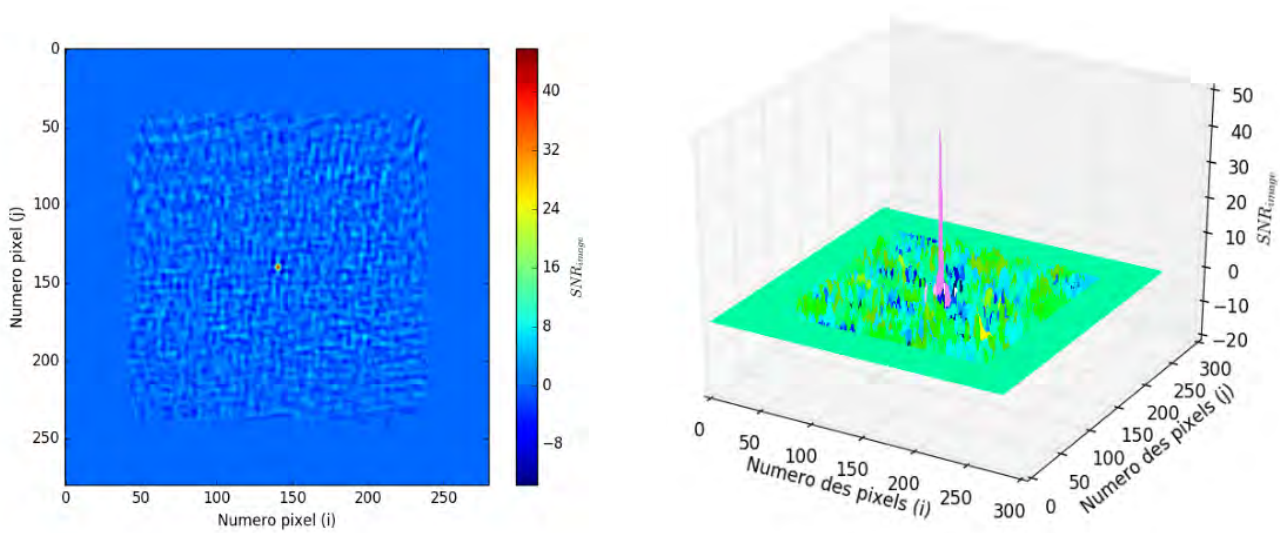 0
50
100
150
200
250
Numero pixel (j)
0 50 100 150 200 250
Numero pixel (i)
40
32
24
16
8
0
−8
SNR_image
50
40
30
20
10
0
−10
−20
SNR_image
0 50 100 150 200 250 300
Numero des pixels (i)
0 50 100 150 200 250 300
Numero des pixels (j)